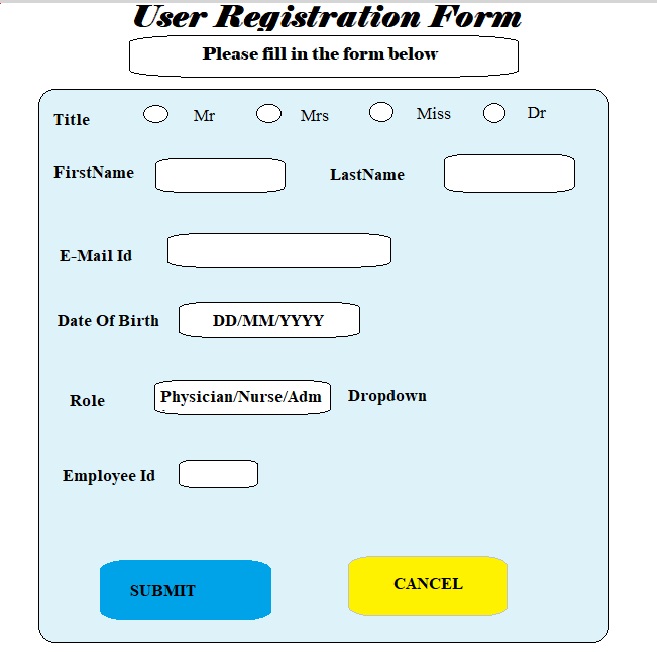 User Registration Form
Please fill in the form below
Title Mr Mrs Miss Dr
FirstName LastName
E-Mail Id
Date Of Birth DD/MM/YYYY
Role Physician/Nurse/Adm Dropdown
Employee Id
SUBMIT CANCEL